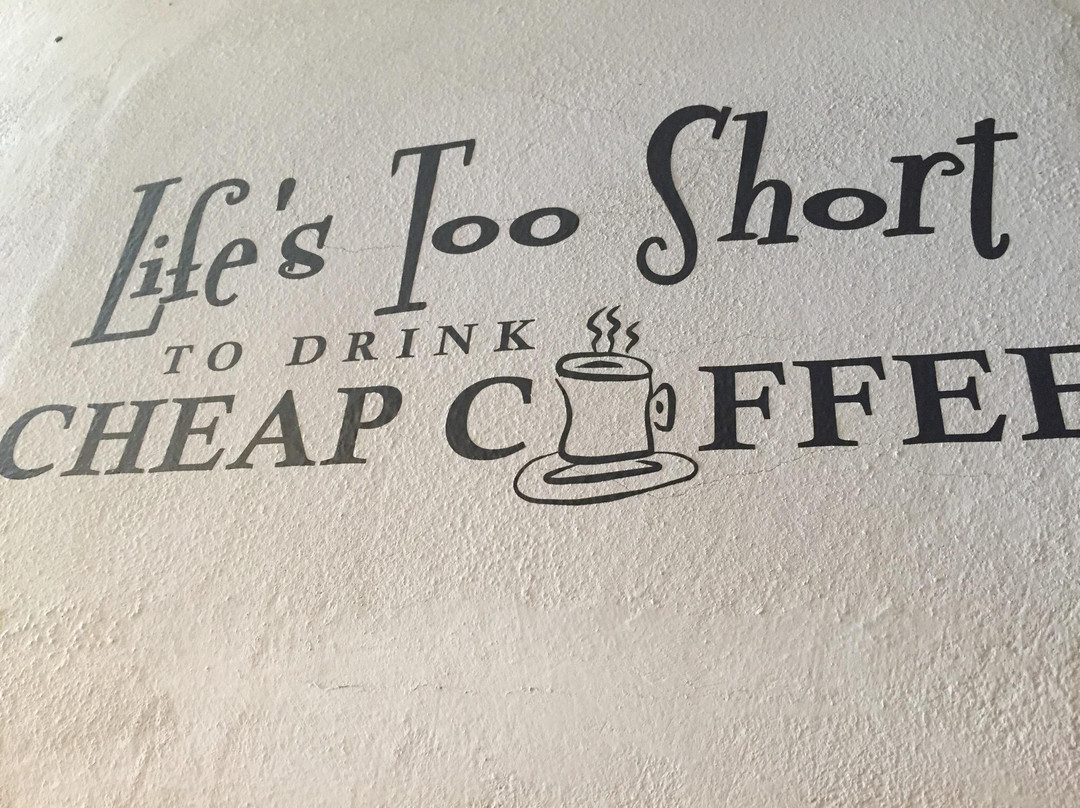 Life's Too Short
TO DRINK
CHEAP COFFEE